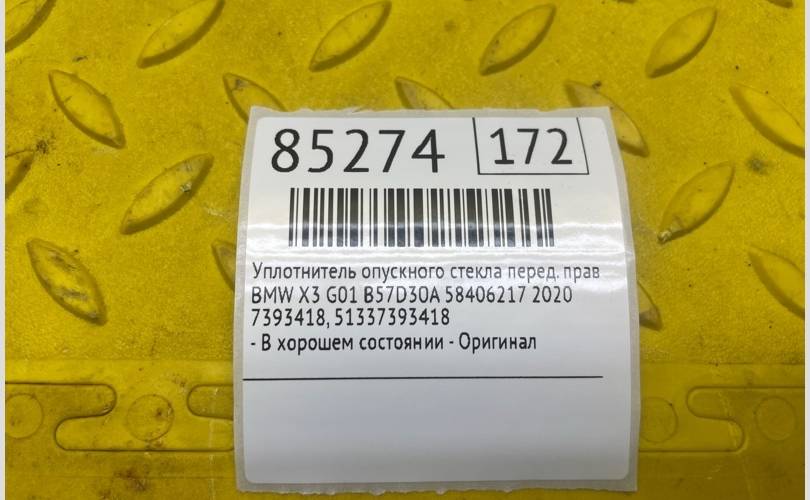 85274 172
Уплотнитель опускного стекла перед. прав
BMW X3 G01 B57D30A 58406217 2020
7393418, 51337393418
- В хорошем состоянии - Оригинал